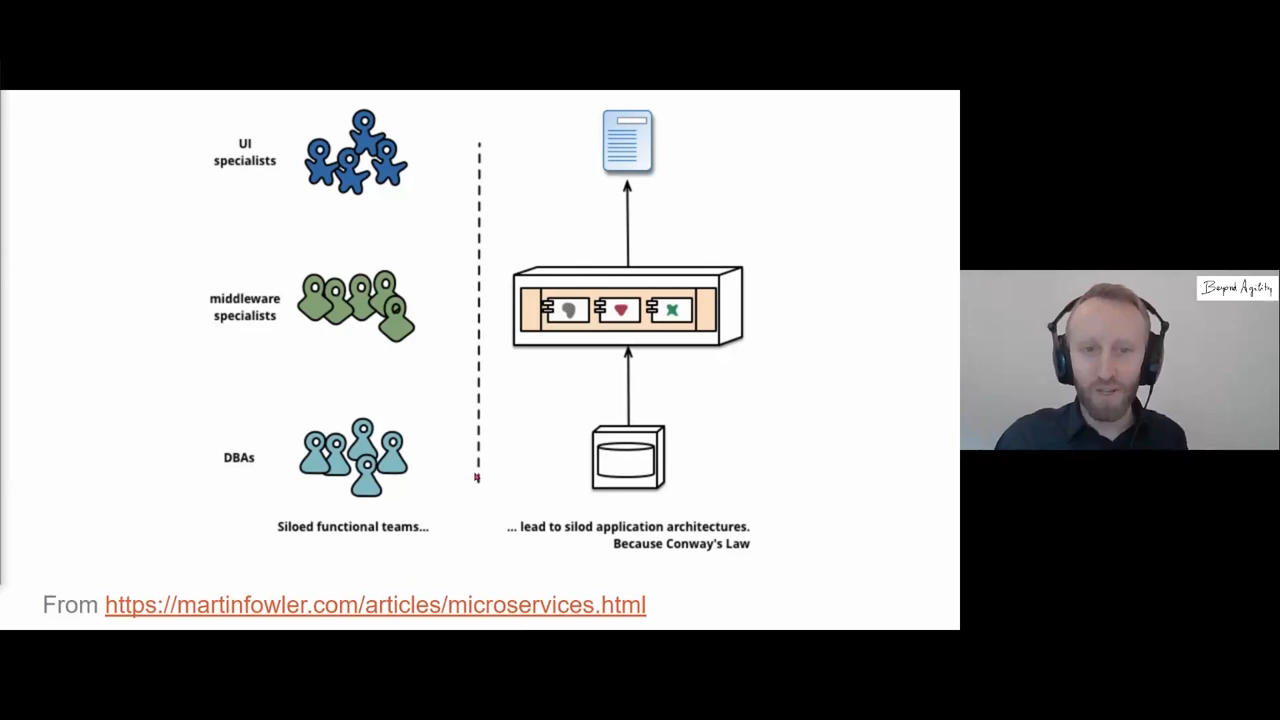 UI
specialists
middleware
specialists
DBAs
Siloed functional teams...
... lead to silod application architectures.
Because Conway's Law
From https://martinfowler.com/articles/microservices.html
Beyond Agility